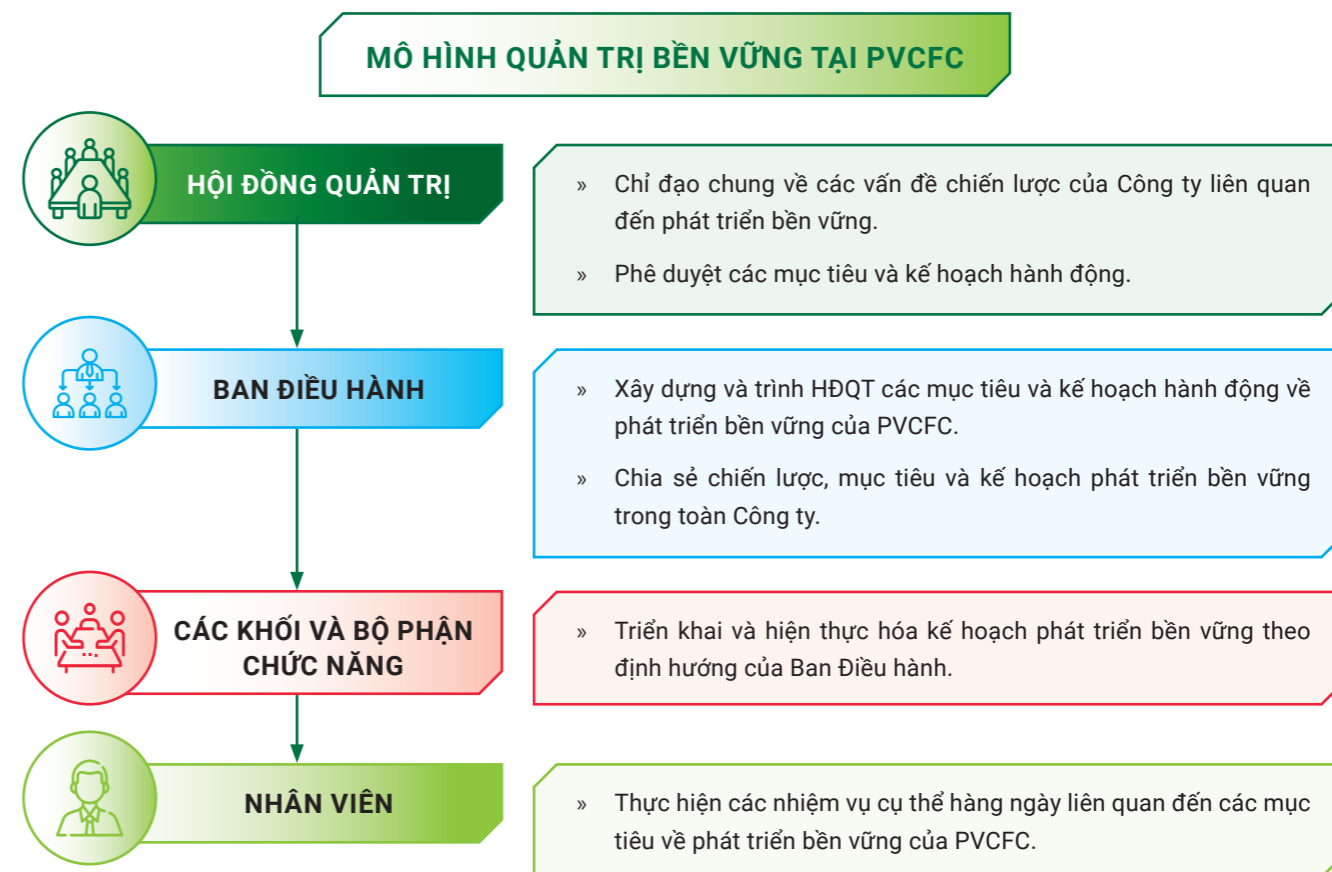 MÔ HÌNH QUẢN TRỊ BỀN VỮNG TẠI PVCFC
HỘI ĐỒNG QUẢN TRỊ
» Chỉ đạo chung về các vấn đề chiến lược của Công ty liên quan
đến phát triển bền vững.
» Phê duyệt các mục tiêu và kế hoạch hành động.
BAN ĐIỀU HÀNH
» Xây dựng và trình HĐQT các mục tiêu và kế hoạch hành động về
phát triển bền vững của PVCFC.
» Chia sẻ chiến lược, mục tiêu và kế hoạch phát triển bền vững
trong toàn Công ty.
CÁC KHỐI VÀ BỘ PHẬN
CHỨC NĂNG
» Triển khai và hiện thực hóa kế hoạch phát triển bền vững theo
định hướng của Ban Điều hành.
NHÂN VIÊN
» Thực hiện các nhiệm vụ cụ thể hàng ngày liên quan đến các mục
tiêu về phát triển bền vững của PVCFC.